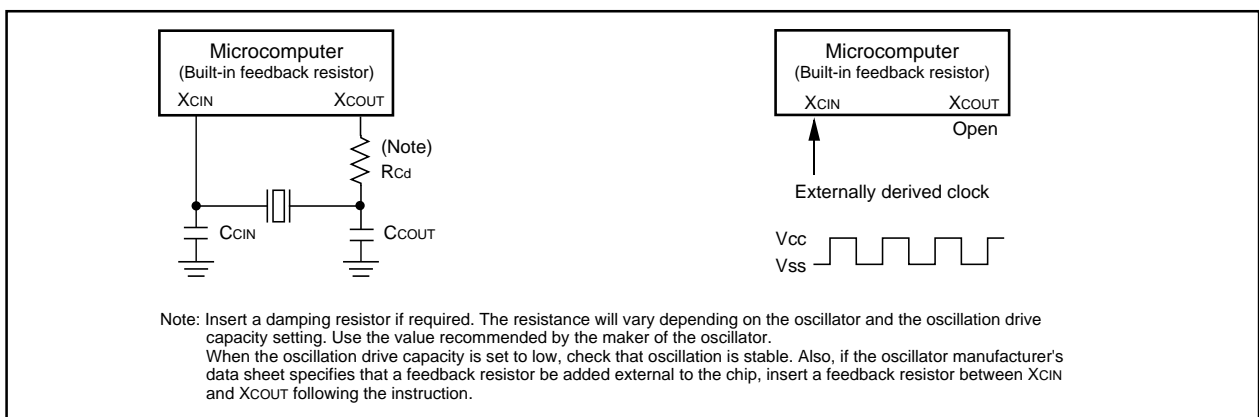 Microcomputer
(Built-in feedback resistor)
XCIN XCOUT
(Note)
RCd
CCIN
CCOUT
Microcomputer
(Built-in feedback resistor)
XCIN XCOUT
Open
Externally derived clock
Vcc
Vss
Note: Insert a damping resistor if required. The resistance will vary depending on the oscillator and the oscillation drive
capacity setting. Use the value recommended by the maker of the oscillator.
When the oscillation drive capacity is set to low, check that oscillation is stable. Also, if the oscillator manufacturer's
data sheet specifies that a feedback resistor be added external to the chip, insert a feedback resistor between XCIN
and XCOUT following the instruction.